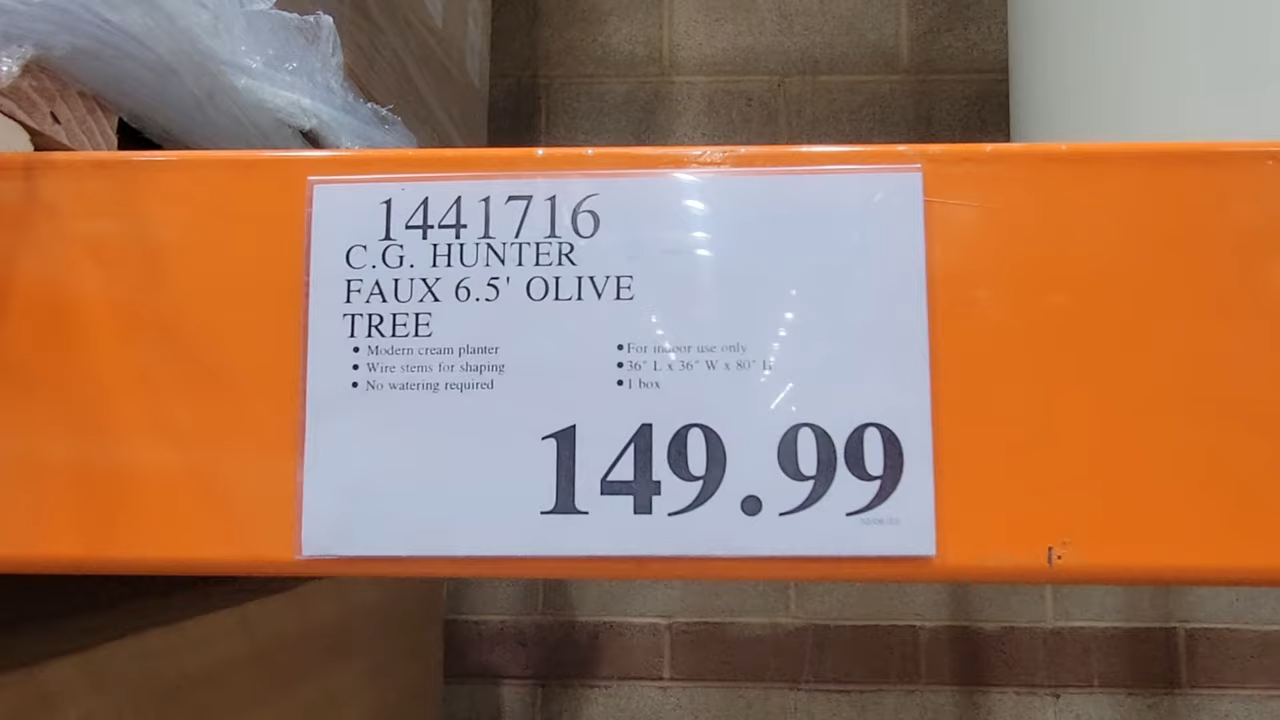 1441716
C.G. HUNTER
FAUX 6.5' OLIVE
TREE
• Modern cream planter
• Wire stems for shaping
• No watering required
• For indoor use only
• 36" L x 36" W x 80" H
• 1 box
149.99